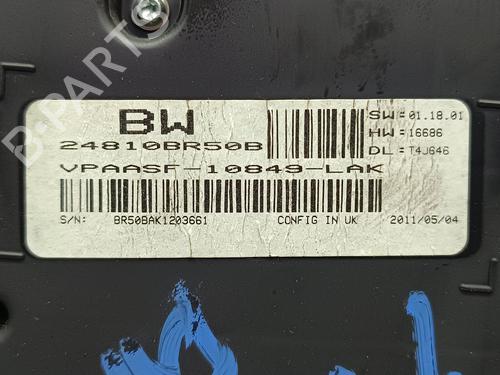 B-PARTS
BW
24810BR50B
VPAASF-10849-LAK
S/N: BR50BAK1203661 CONFIG IN UK 2011/05/04
SW :01.18.01
HW :16686
DL :T4J646